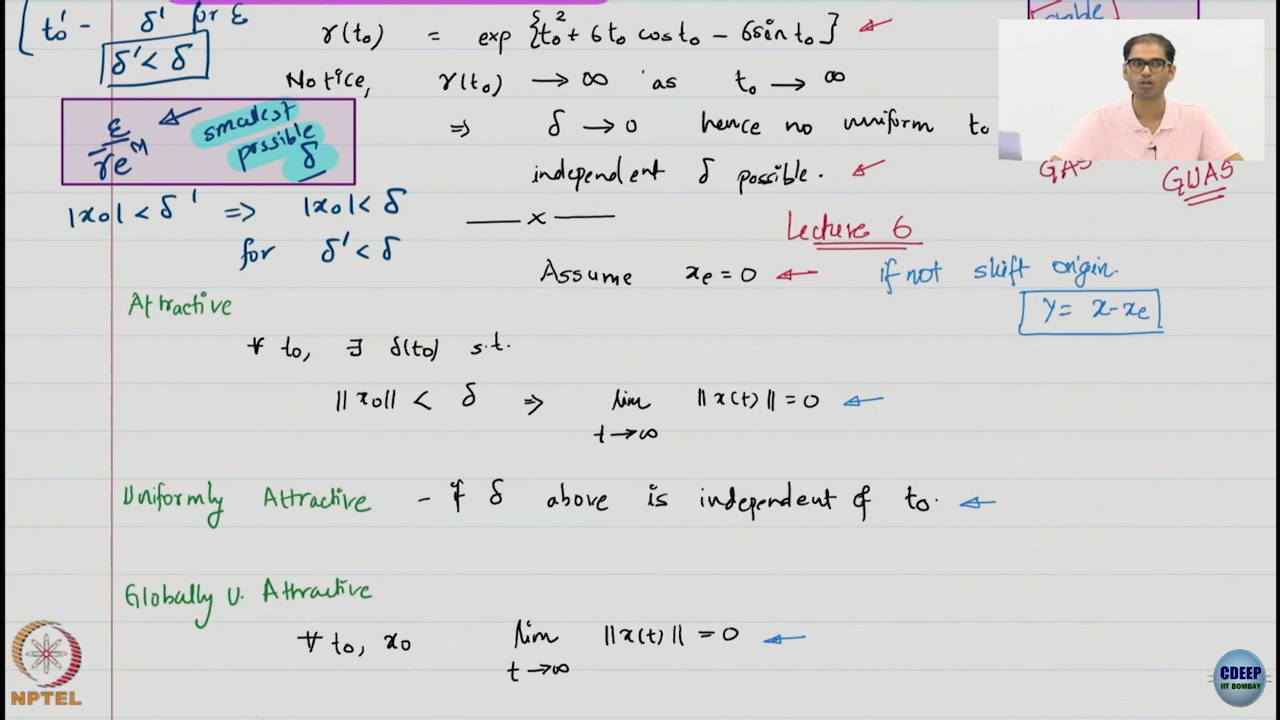 t₀' - δ' for ε
δ' < δ
γ(t₀) = exp {t₀² + 6t₀ cos t₀ - 6 sin t₀}
Notice, γ(t₀) → ∞ as t₀ → ∞
⇒ δ → 0 hence no uniform t₀
independent δ possible.
ε / γe^M
smallest possible δ
GAS
GUAS
|x₀| < δ' ⇒ |x₀| < δ
for δ' < δ
— x —
Lecture 6
Assume xₑ = 0
if not shift origin.
y = x - xₑ
Attractive
∀ t₀, ∃ δ(t₀) s.t.
||x₀|| < δ ⇒ lim ||x(t)|| = 0
t → ∞
Uniformly Attractive - if δ above is independent of t₀.
Globally U. Attractive
∀ t₀, x₀ lim ||x(t)|| = 0
t → ∞
NPTEL
CDEEP
IIT BOMBAY